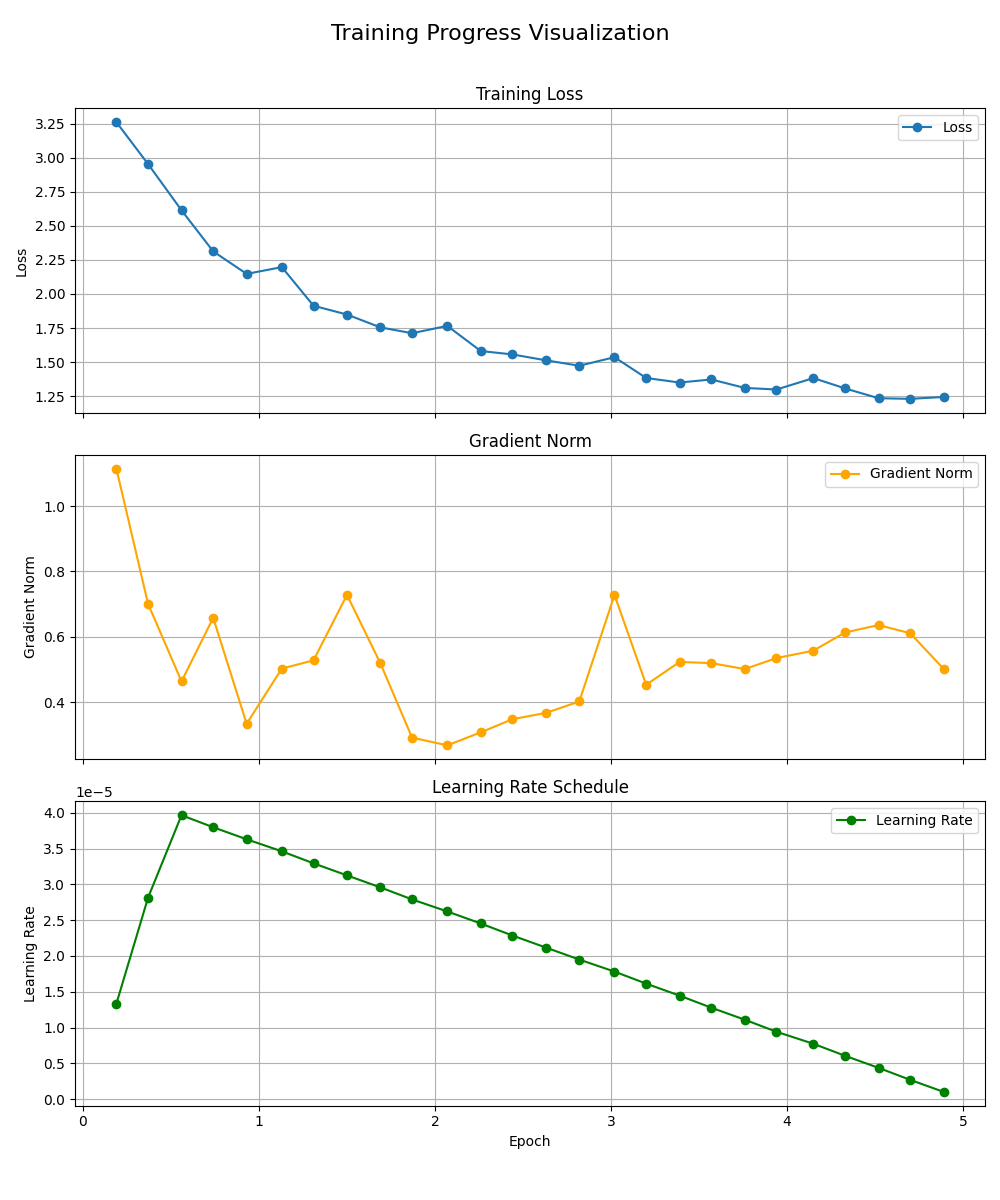 Training Progress Visualization
Training Loss
Loss
3.25
3.00
2.75
2.50
2.25
2.00
1.75
1.50
1.25
Loss
Gradient Norm
Gradient Norm
1.0
0.8
0.6
0.4
Gradient Norm
Learning Rate Schedule
1e−5
Learning Rate
4.0
3.5
3.0
2.5
2.0
1.5
1.0
0.5
0.0
Learning Rate
0 1 2 3 4 5
Epoch